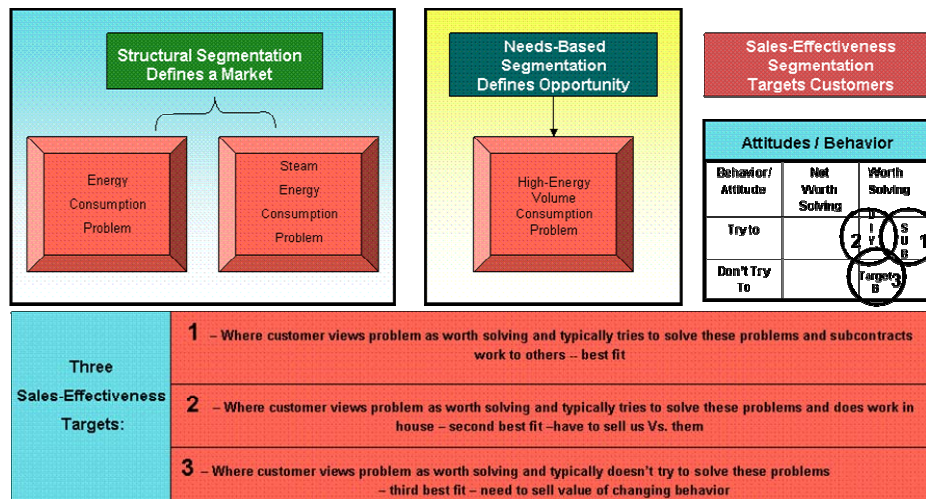 Structural Segmentation
Defines a Market
Energy
Consumption
Problem
Steam
Energy
Consumption
Problem
Needs-Based
Segmentation
Defines Opportunity
High-Energy
Volume
Consumption
Problem
Sales-Effectiveness
Segmentation
Targets Customers
Attitudes / Behavior
Behavior/
Attitude
Not
Worth
Solving
Worth
Solving
Try to
2
D
I
Y
S
U
B
1
Don't Try
To
Target
B
3
Three
Sales-Effectiveness
Targets:
1 – Where customer views problem as worth solving and typically tries to solve these problems and subcontracts
work to others -- best fit
2 – Where customer views problem as worth solving and typically tries to solve these problems and does work in
house – second best fit –have to sell us Vs. them
3 – Where customer views problem as worth solving and typically doesn't try to solve these problems
– third best fit – need to sell value of changing behavior